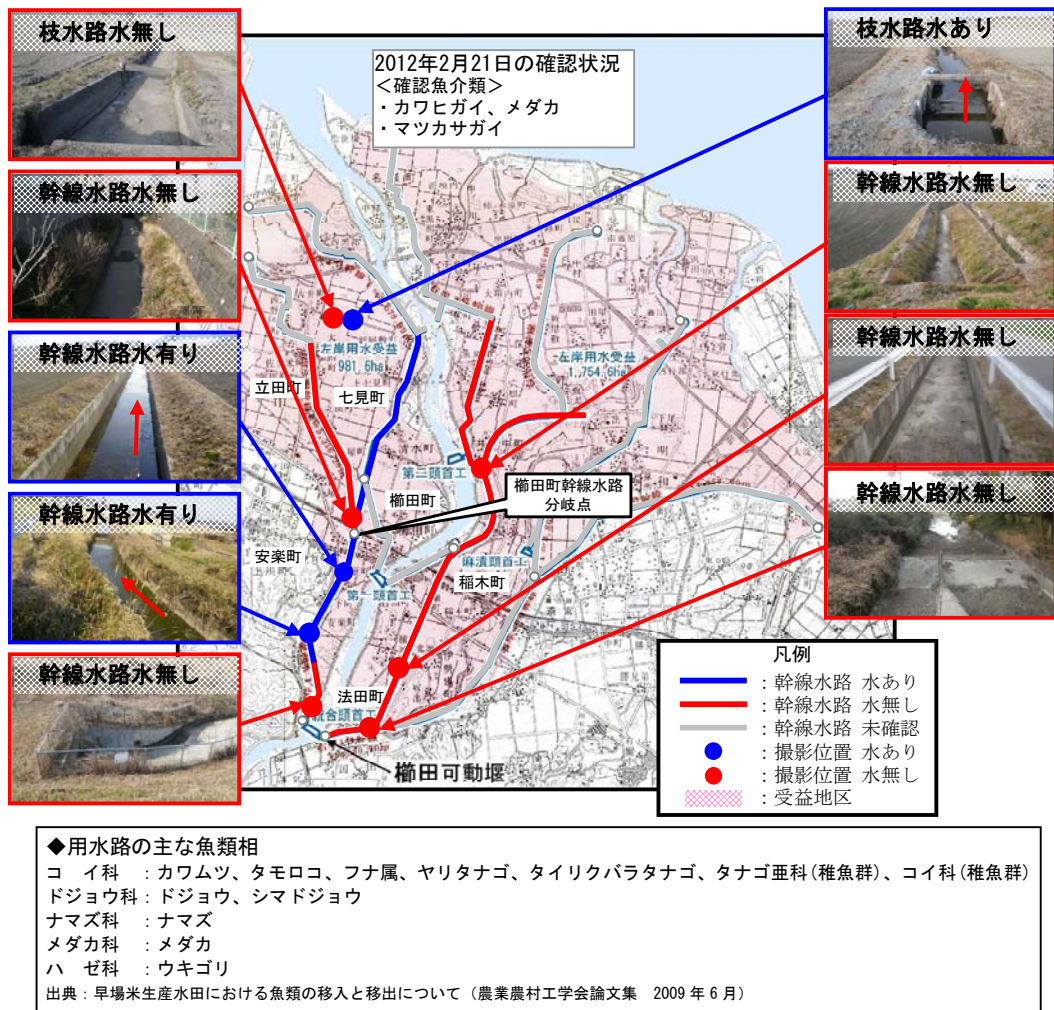 枝水路水無し
枝水路水あり
2012年2月21日の確認状況
＜確認魚介類＞
・カワヒガイ、メダカ
・マツカサガイ
幹線水路水無し
幹線水路水無し
幹線水路水有り
幹線水路水無し
左岸用水受益
981.6ha
左岸用水受益
1,754.6ha
立田町
七見町
第二頭首工
櫛田町
櫛田町幹線水路
分岐点
幹線水路水有り
幹線水路水無し
安楽町
第一頭首工
麻漬頭首工
稲木町
幹線水路水無し
法田町
統合頭首工
櫛田可動堰
凡例
：幹線水路 水あり
：幹線水路 水無し
：幹線水路 未確認
：撮影位置 水あり
：撮影位置 水無し
：受益地区
◆用水路の主な魚類相
コ　イ科　：カワムツ、タモロコ、フナ属、ヤリタナゴ、タイリクバラタナゴ、タナゴ亜科(稚魚群)、コイ科(稚魚群)
ドジョウ科：ドジョウ、シマドジョウ
ナマズ科　：ナマズ
メダカ科　：メダカ
ハ　ゼ科　：ウキゴリ
出典：早場米生産水田における魚類の移入と移出について（農業農村工学会論文集　2009年6月）